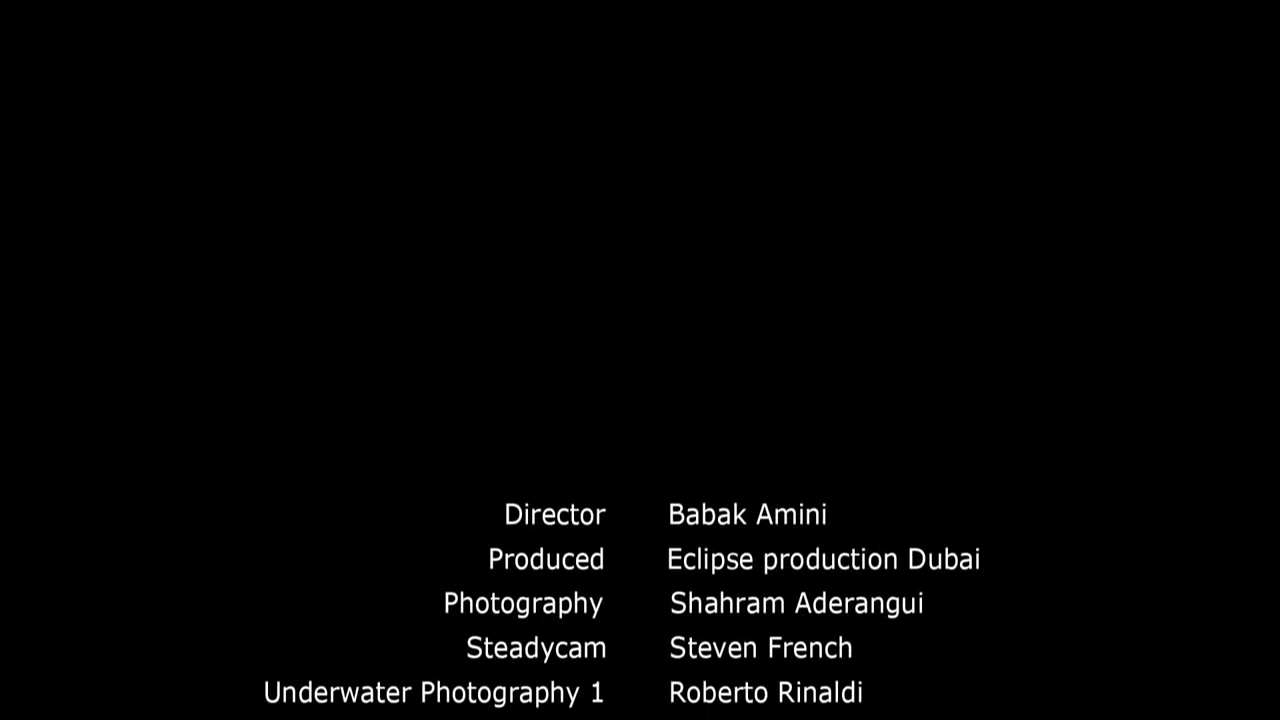 Director Babak Amini
Produced Eclipse production Dubai
Photography Shahram Aderangui
Steadycam Steven French
Underwater Photography 1 Roberto Rinaldi